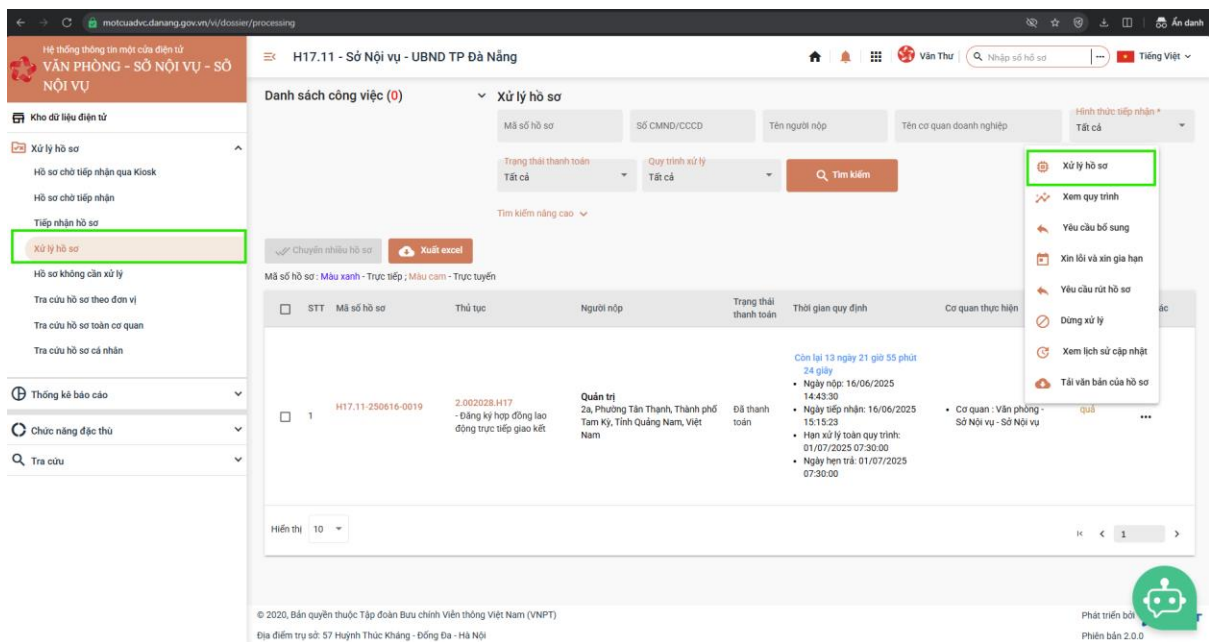 motcuadvc.danang.gov.vn/vi/dossier/processing
Ẩn danh
Hệ thống thông tin một cửa điện tử
VĂN PHÒNG - SỞ NỘI VỤ - SỞ
NỘI VỤ
H17.11 - Sở Nội vụ - UBND TP Đà Nẵng
Văn Thư
Nhập số hồ sơ
Tiếng Việt
Kho dữ liệu điện tử
Xử lý hồ sơ
Hồ sơ chờ tiếp nhận qua Kiosk
Hồ sơ chờ tiếp nhận
Tiếp nhận hồ sơ
Xử lý hồ sơ
Hồ sơ không cần xử lý
Tra cứu hồ sơ theo đơn vị
Tra cứu hồ sơ toàn cơ quan
Tra cứu hồ sơ cá nhân
Thống kê báo cáo
Chức năng đặc thù
Tra cứu
Danh sách công việc (0)
Xử lý hồ sơ
Mã số hồ sơ
Số CMND/CCCD
Tên người nộp
Tên cơ quan doanh nghiệp
Hình thức tiếp nhận *
Tất cả
Trạng thái thanh toán
Tất cả
Quy trình xử lý
Tất cả
Tìm kiếm
Tìm kiếm nâng cao
Xử lý hồ sơ
Xem quy trình
Yêu cầu bổ sung
Xin lỗi và xin gia hạn
Yêu cầu rút hồ sơ
Dừng xử lý
Xem lịch sử cập nhật
Tải văn bản của hồ sơ
Chuyển nhiều hồ sơ
Xuất excel
Mã số hồ sơ : Màu xanh - Trực tiếp ; Màu cam - Trực tuyến
STT
Mã số hồ sơ
Thủ tục
Người nộp
Trạng thái
thanh toán
Thời gian quy định
Cơ quan thực hiện
ác
1
H17.11-250616-0019
2.002028.H17
- Đăng ký hợp đồng lao
động trực tiếp giao kết
Quản trị
2a, Phường Tân Thạnh, Thành phố
Tam Kỳ, Tỉnh Quảng Nam, Việt
Nam
Đã thanh
toán
Còn lại 13 ngày 21 giờ 55 phút
24 giây
• Ngày nộp: 16/06/2025
14:43:30
• Ngày tiếp nhận: 16/06/2025
15:15:23
• Hạn xử lý toàn quy trình:
01/07/2025 07:30:00
• Ngày hẹn trả: 01/07/2025
07:30:00
• Cơ quan : Văn phòng -
Sở Nội vụ - Sở Nội vụ
quả
Hiển thị 10
1
© 2020, Bản quyền thuộc Tập đoàn Bưu chính Viễn thông Việt Nam (VNPT)
Địa điểm trụ sở: 57 Huỳnh Thúc Kháng - Đống Đa - Hà Nội
Phát triển bởi
Phiên bản 2.0.0